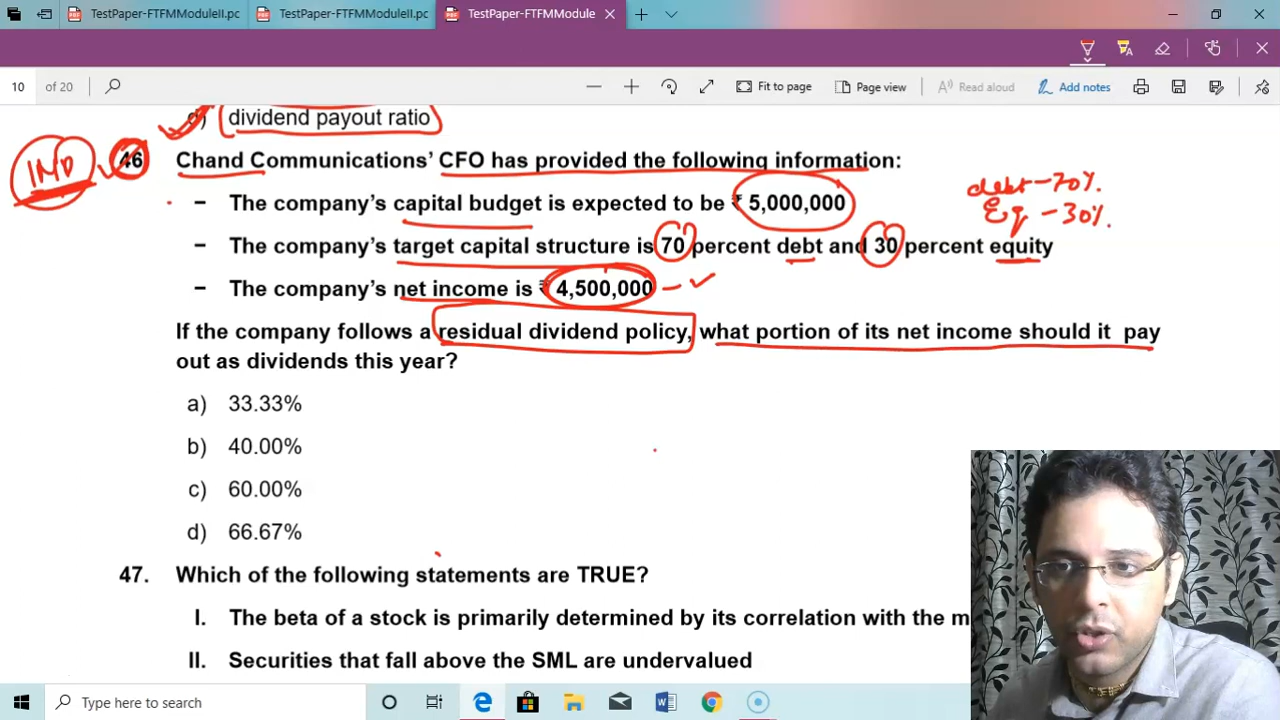 TestPaper-FTFMModuleII.pc
TestPaper-FTFMModuleII.pc
TestPaper-FTFMModule
10 of 20
Fit to page
Page view
Read aloud
Add notes
d) dividend payout ratio
IND
46 Chand Communications' CFO has provided the following information:
debt-70%.
Eq -30%.
− The company's capital budget is expected to be ₹ 5,000,000
− The company's target capital structure is 70 percent debt and 30 percent equity
− The company's net income is ₹ 4,500,000
If the company follows a residual dividend policy, what portion of its net income should it pay
out as dividends this year?
a) 33.33%
b) 40.00%
c) 60.00%
d) 66.67%
47. Which of the following statements are TRUE?
I. The beta of a stock is primarily determined by its correlation with the m
II. Securities that fall above the SML are undervalued
Type here to search